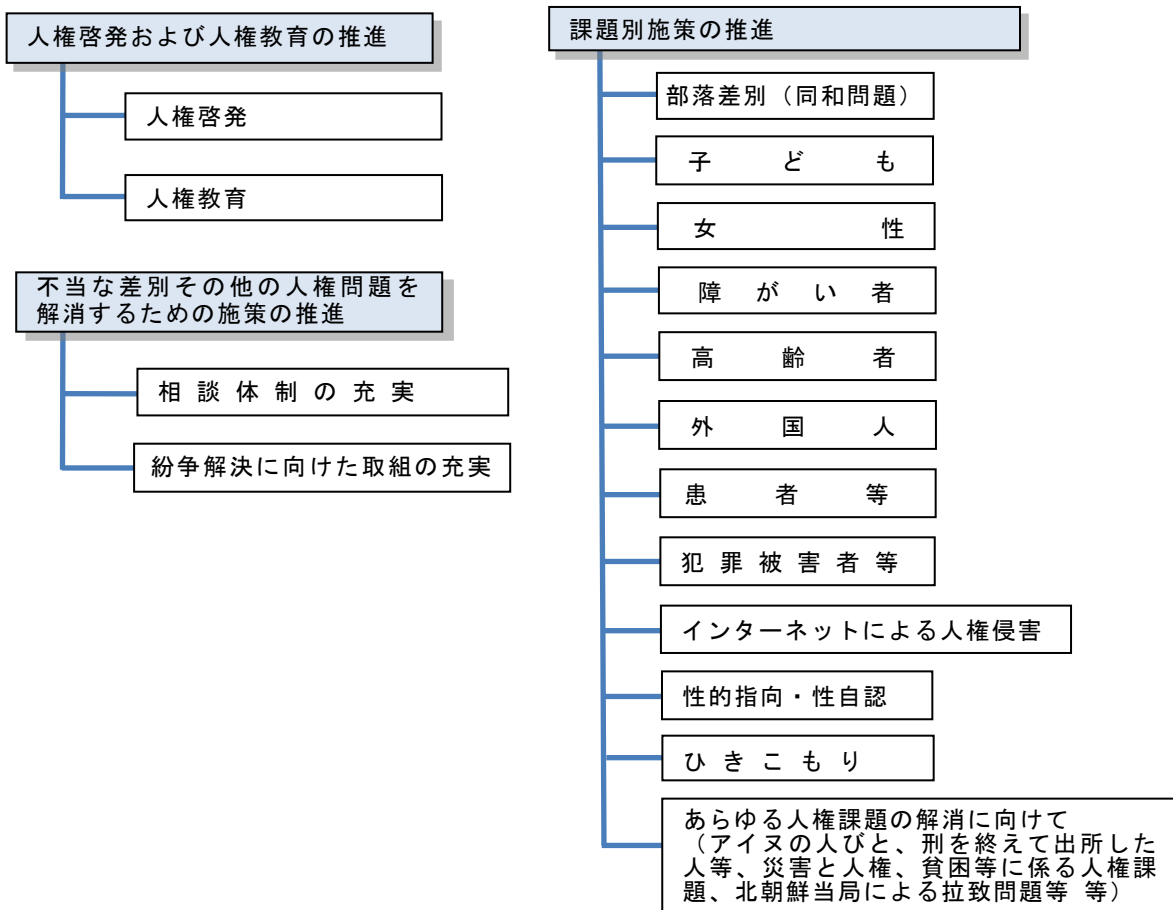 人権啓発および人権教育の推進
人権啓発
人権教育
不当な差別その他の人権問題を
解消するための施策の推進
相談体制の充実
紛争解決に向けた取組の充実
課題別施策の推進
部落差別（同和問題）
子ども
女性
障がい者
高齢者
外国人
患者等
犯罪被害者等
インターネットによる人権侵害
性的指向・性自認
ひきこもり
あらゆる人権課題の解消に向けて
（アイヌの人びと、刑を終えて出所した
人等、災害と人権、貧困等に係る人権課
題、北朝鮮当局による拉致問題等 等）